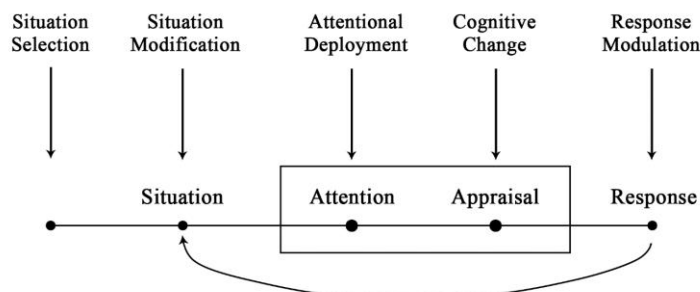 Situation Selection
Situation Modification
Attentional Deployment
Cognitive Change
Response Modulation
Situation
Attention
Appraisal
Response